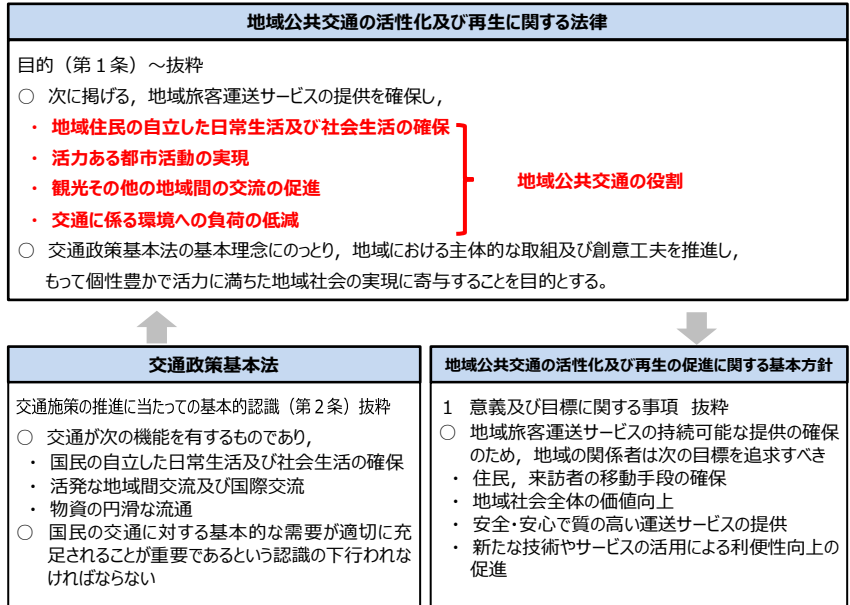 地域公共交通の活性化及び再生に関する法律
目的（第１条）～抜粋
○ 次に掲げる，地域旅客運送サービスの提供を確保し，
・ 地域住民の自立した日常生活及び社会生活の確保
・ 活力ある都市活動の実現
・ 観光その他の地域間の交流の促進
・ 交通に係る環境への負荷の低減
地域公共交通の役割
○ 交通政策基本法の基本理念にのっとり，地域における主体的な取組及び創意工夫を推進し，
もって個性豊かで活力に満ちた地域社会の実現に寄与することを目的とする。
交通政策基本法
交通施策の推進に当たっての基本的認識（第２条）抜粋
○ 交通が次の機能を有するものであり，
・ 国民の自立した日常生活及び社会生活の確保
・ 活発な地域間交流及び国際交流
・ 物資の円滑な流通
○ 国民の交通に対する基本的な需要が適切に充
足されることが重要であるという認識の下行われな
ければならない
地域公共交通の活性化及び再生の促進に関する基本方針
１ 意義及び目標に関する事項 抜粋
○ 地域旅客運送サービスの持続可能な提供の確保
のため，地域の関係者は次の目標を追求すべき
・ 住民，来訪者の移動手段の確保
・ 地域社会全体の価値向上
・ 安全・安心で質の高い運送サービスの提供
・ 新たな技術やサービスの活用による利便性向上の
促進